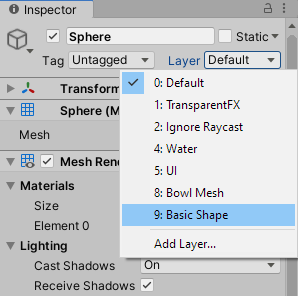 Inspector
Sphere
Static
Tag Untagged
Layer Default
Transform
0: Default
1: TransparentFX
Sphere (M
2: Ignore Raycast
Mesh
4: Water
5: UI
Mesh Ren
8: Bowl Mesh
Materials
9: Basic Shape
Size
Element 0
Add Layer...
Lighting
Cast Shadows On
Receive Shadows